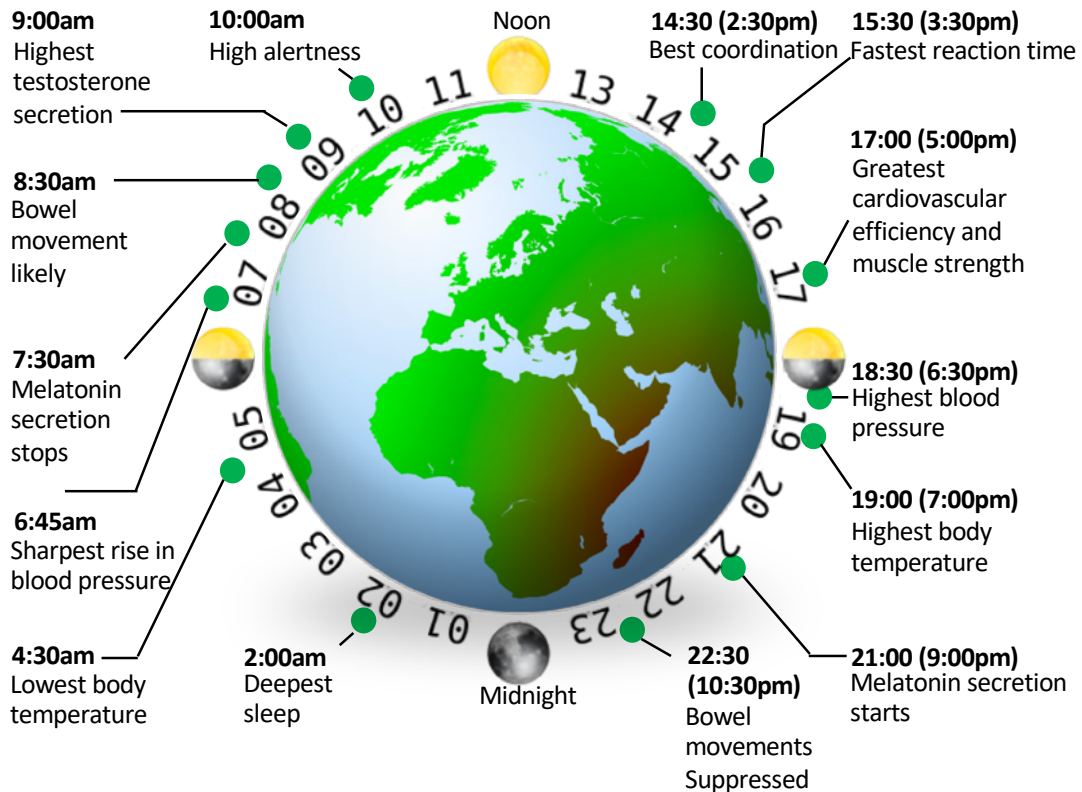 9:00am
Highest
testosterone
secretion
10:00am
High alertness
Noon
14:30 (2:30pm)
Best coordination
15:30 (3:30pm)
Fastest reaction time
17:00 (5:00pm)
Greatest
cardiovascular
efficiency and
muscle strength
8:30am
Bowel
movement
likely
7:30am
Melatonin
secretion
stops
6:45am
Sharpest rise in
blood pressure
4:30am
Lowest body
temperature
2:00am
Deepest
sleep
Midnight
22:30
(10:30pm)
Bowel
movements
Suppressed
21:00 (9:00pm)
Melatonin secretion
starts
19:00 (7:00pm)
Highest body
temperature
18:30 (6:30pm)
Highest blood
pressure
13
14
15
16
17
19
20
21
22
23
01
02
03
04
05
07
08
09
10
11